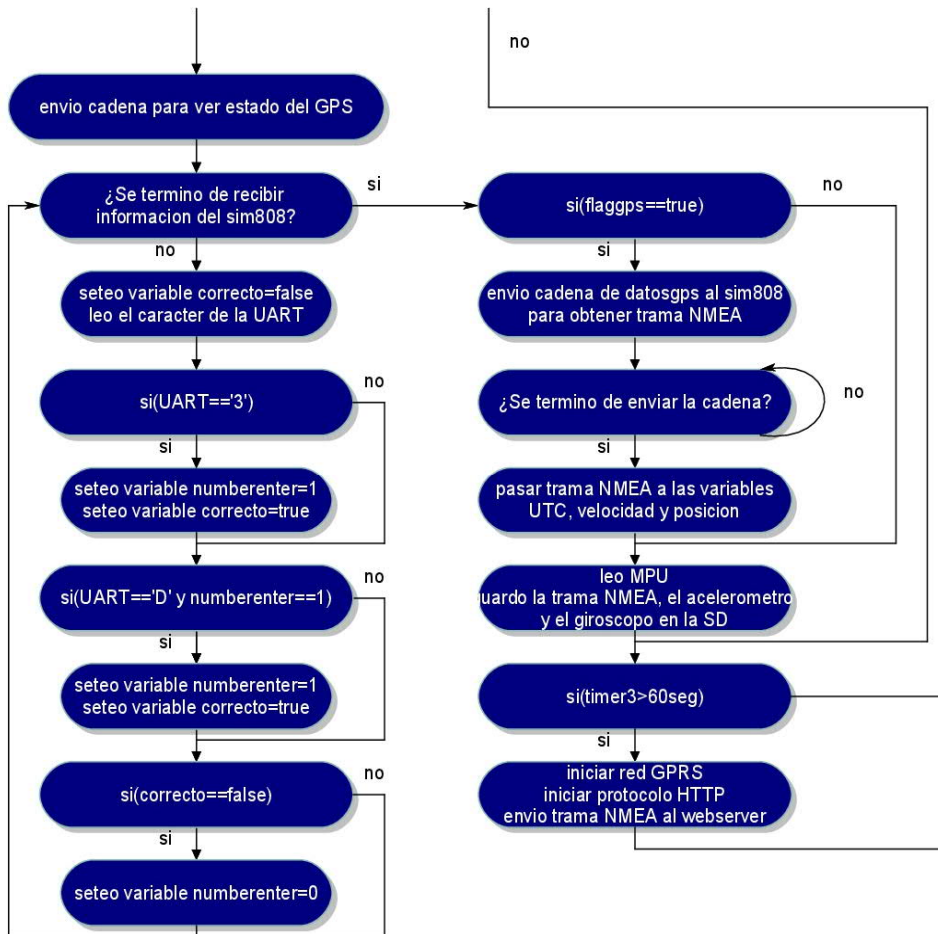 no
envio cadena para ver estado del GPS
¿Se termino de recibir
informacion del sim808?
si
no
seteo variable correcto=false
leo el caracter de la UART
si(UART=='3')
no
si
seteo variable numberenter=1
seteo variable correcto=true
si(UART=='D' y numberenter==1)
no
si
seteo variable numberenter=1
seteo variable correcto=true
si(correcto==false)
no
si
seteo variable numberenter=0
si(flaggps==true)
no
si
envio cadena de datosgps al sim808
para obtener trama NMEA
¿Se termino de enviar la cadena?
no
si
pasar trama NMEA a las variables
UTC, velocidad y posicion
leo MPU
guardo la trama NMEA, el acelerometro
y el giroscopo en la SD
si(timer3>60seg)
si
iniciar red GPRS
iniciar protocolo HTTP
envio trama NMEA al webserver